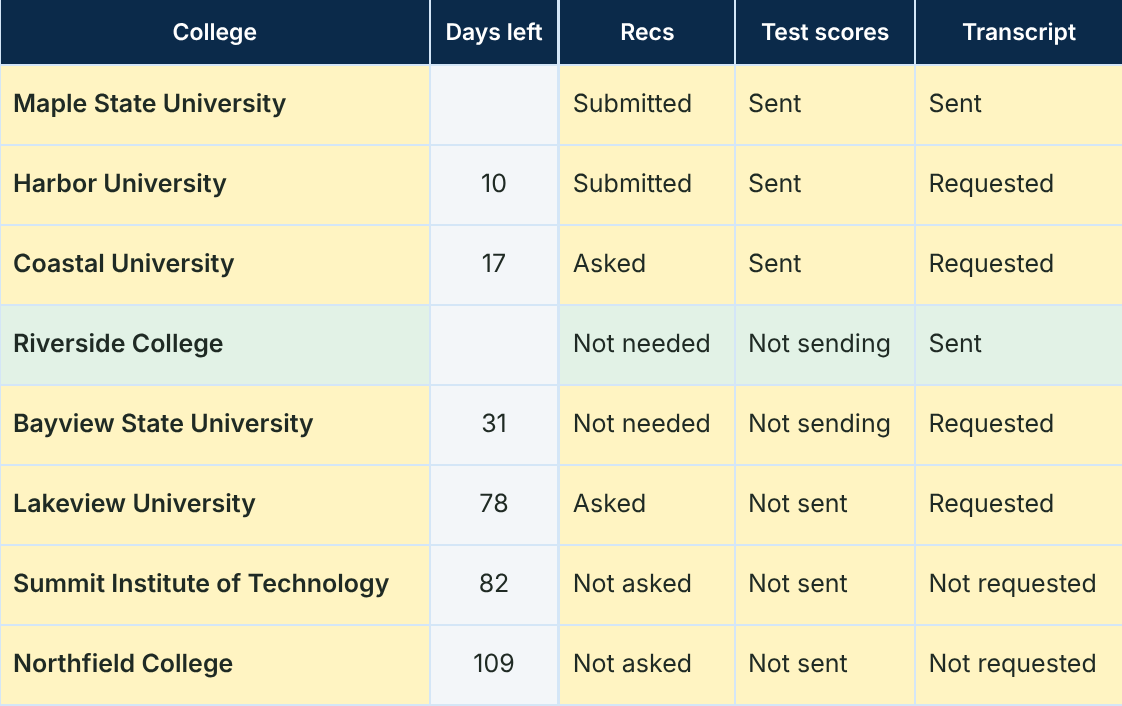 College Days left Recs Test scores Transcript
Maple State University Submitted Sent Sent
Harbor University 10 Submitted Sent Requested
Coastal University 17 Asked Sent Requested
Riverside College Not needed Not sending Sent
Bayview State University 31 Not needed Not sending Requested
Lakeview University 78 Asked Not sent Requested
Summit Institute of Technology 82 Not asked Not sent Not requested
Northfield College 109 Not asked Not sent Not requested